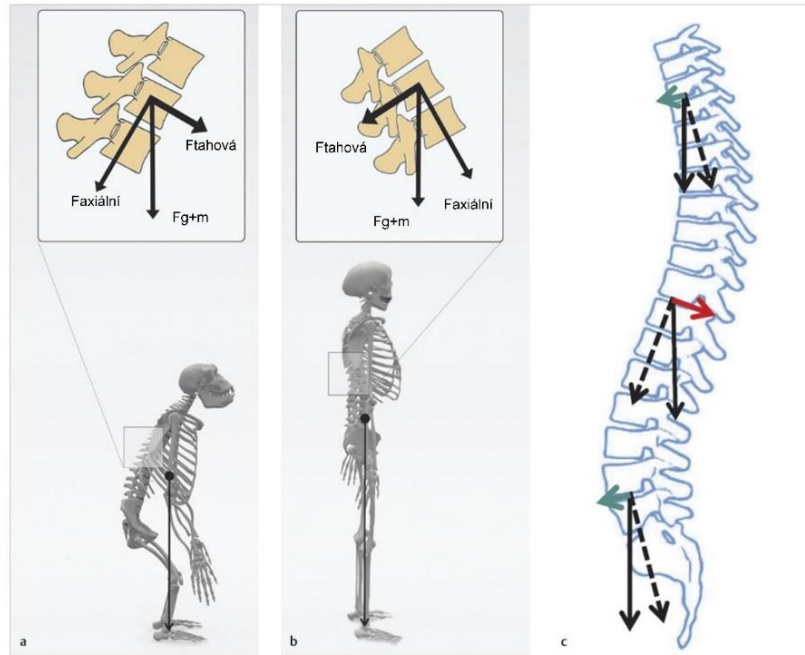 Ftahová
Faxiální
Fg+m
Ftahová
Faxiální
Fg+m
a
b
c